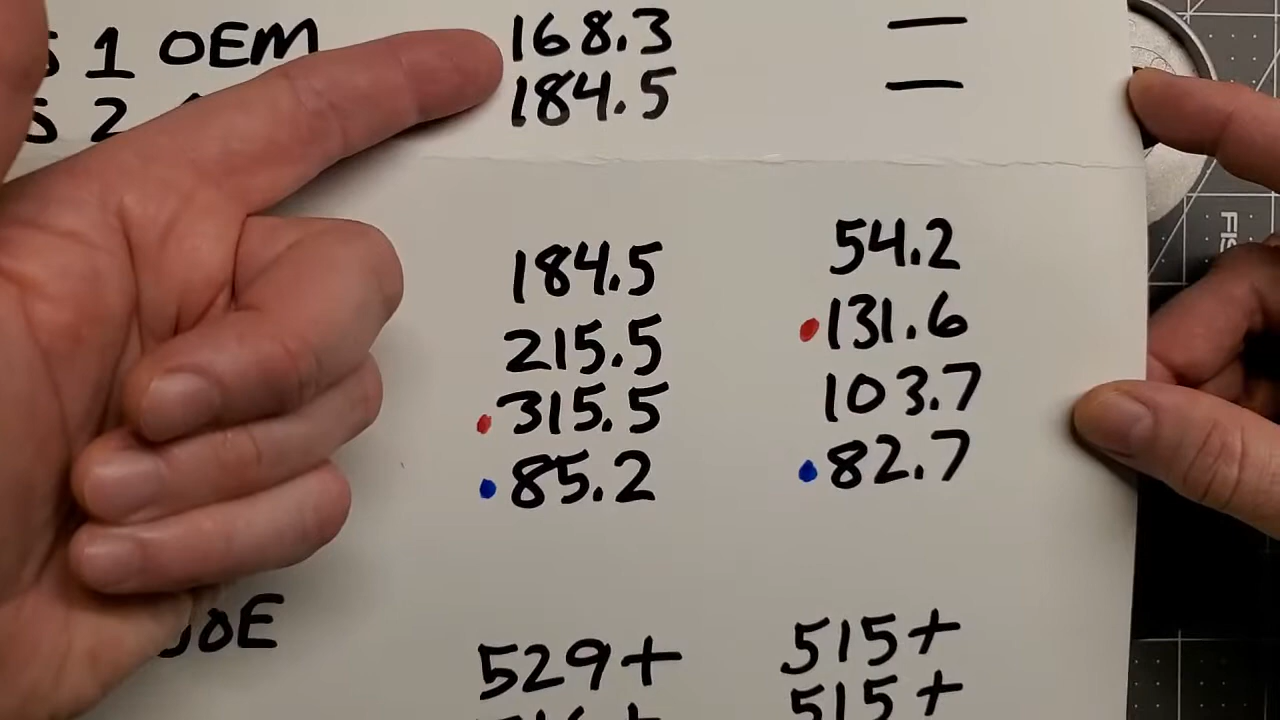 1 OEM 168.3 —
2 184.5 —
184.5 54.2
215.5 131.6
315.5 103.7
85.2 82.7
529+ 515+
515+
FIS